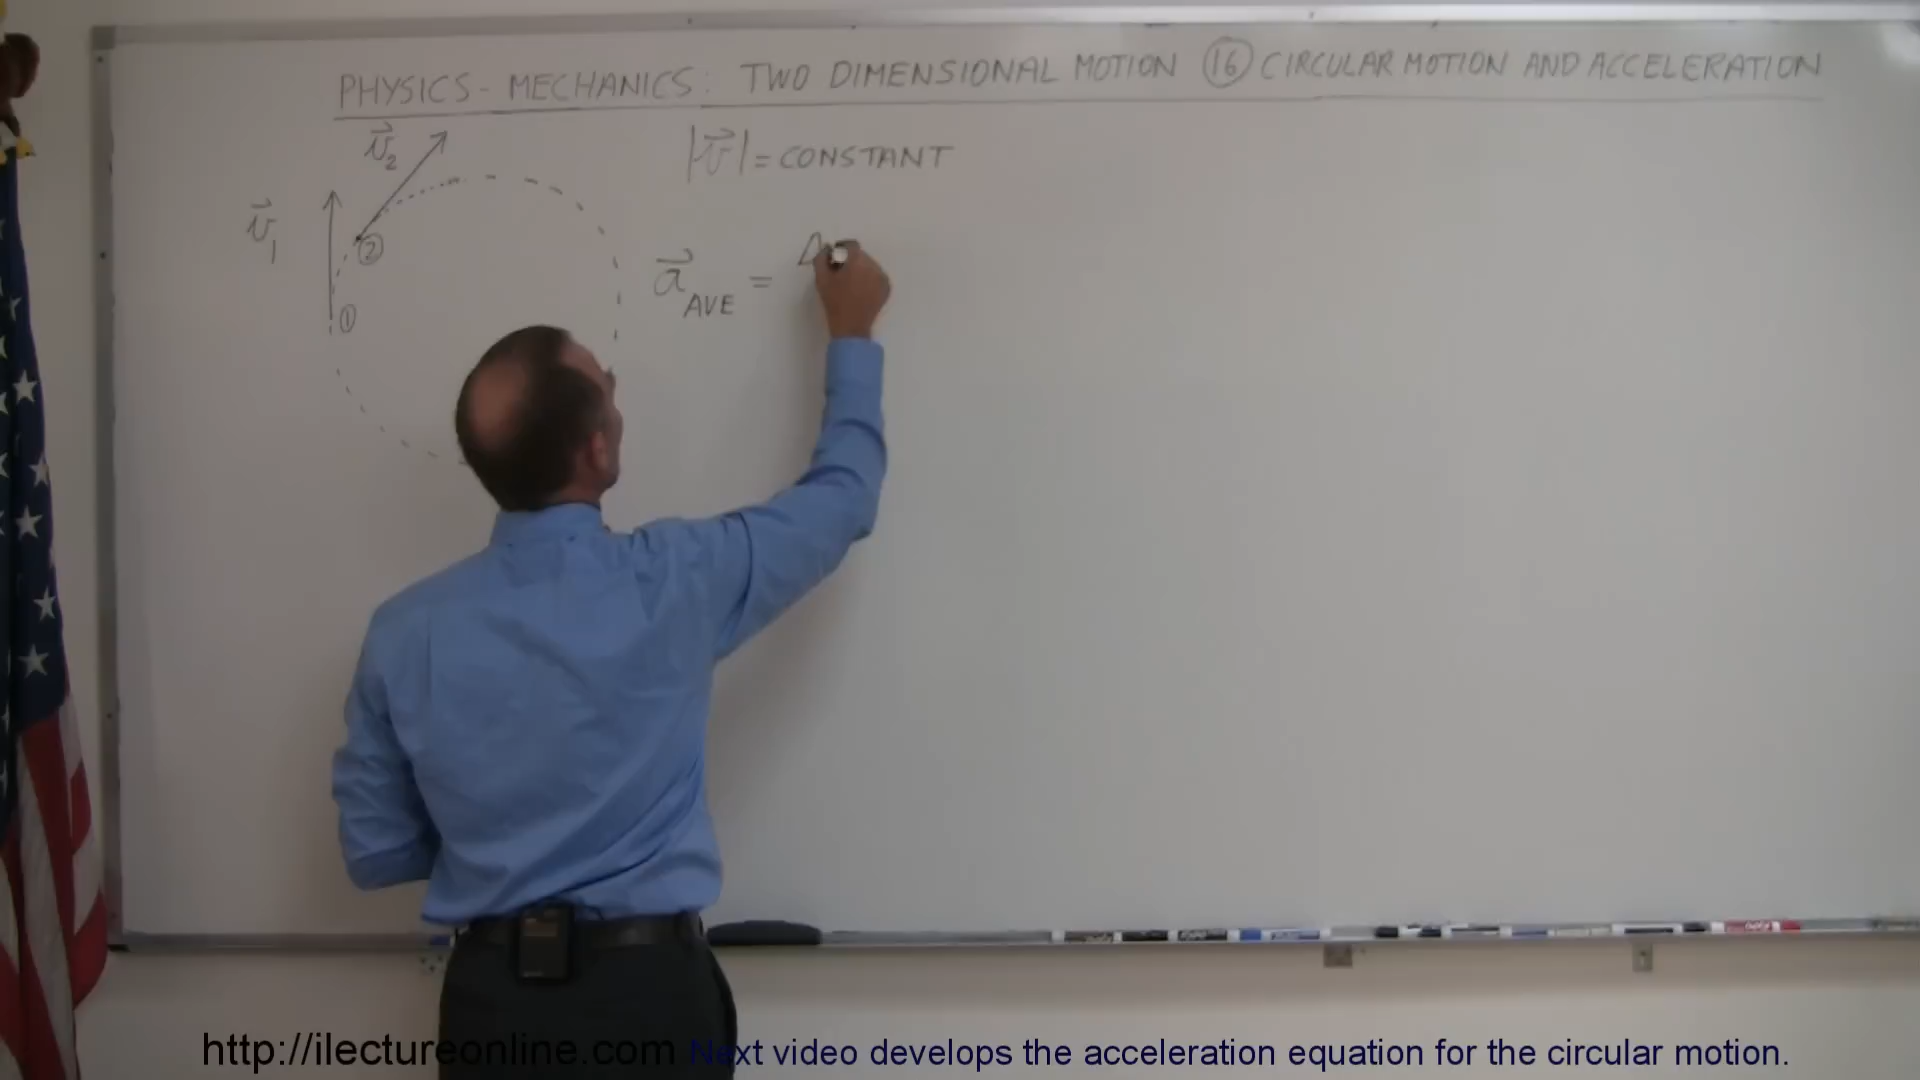 PHYSICS - MECHANICS: TWO DIMENSIONAL MOTION ⑯ CIRCULAR MOTION AND ACCELERATION
v⃗₂
|v⃗| = CONSTANT
v⃗₁
②
a⃗ AVE = Δ
①
http://ilectureonline.com Next video develops the acceleration equation for the circular motion.